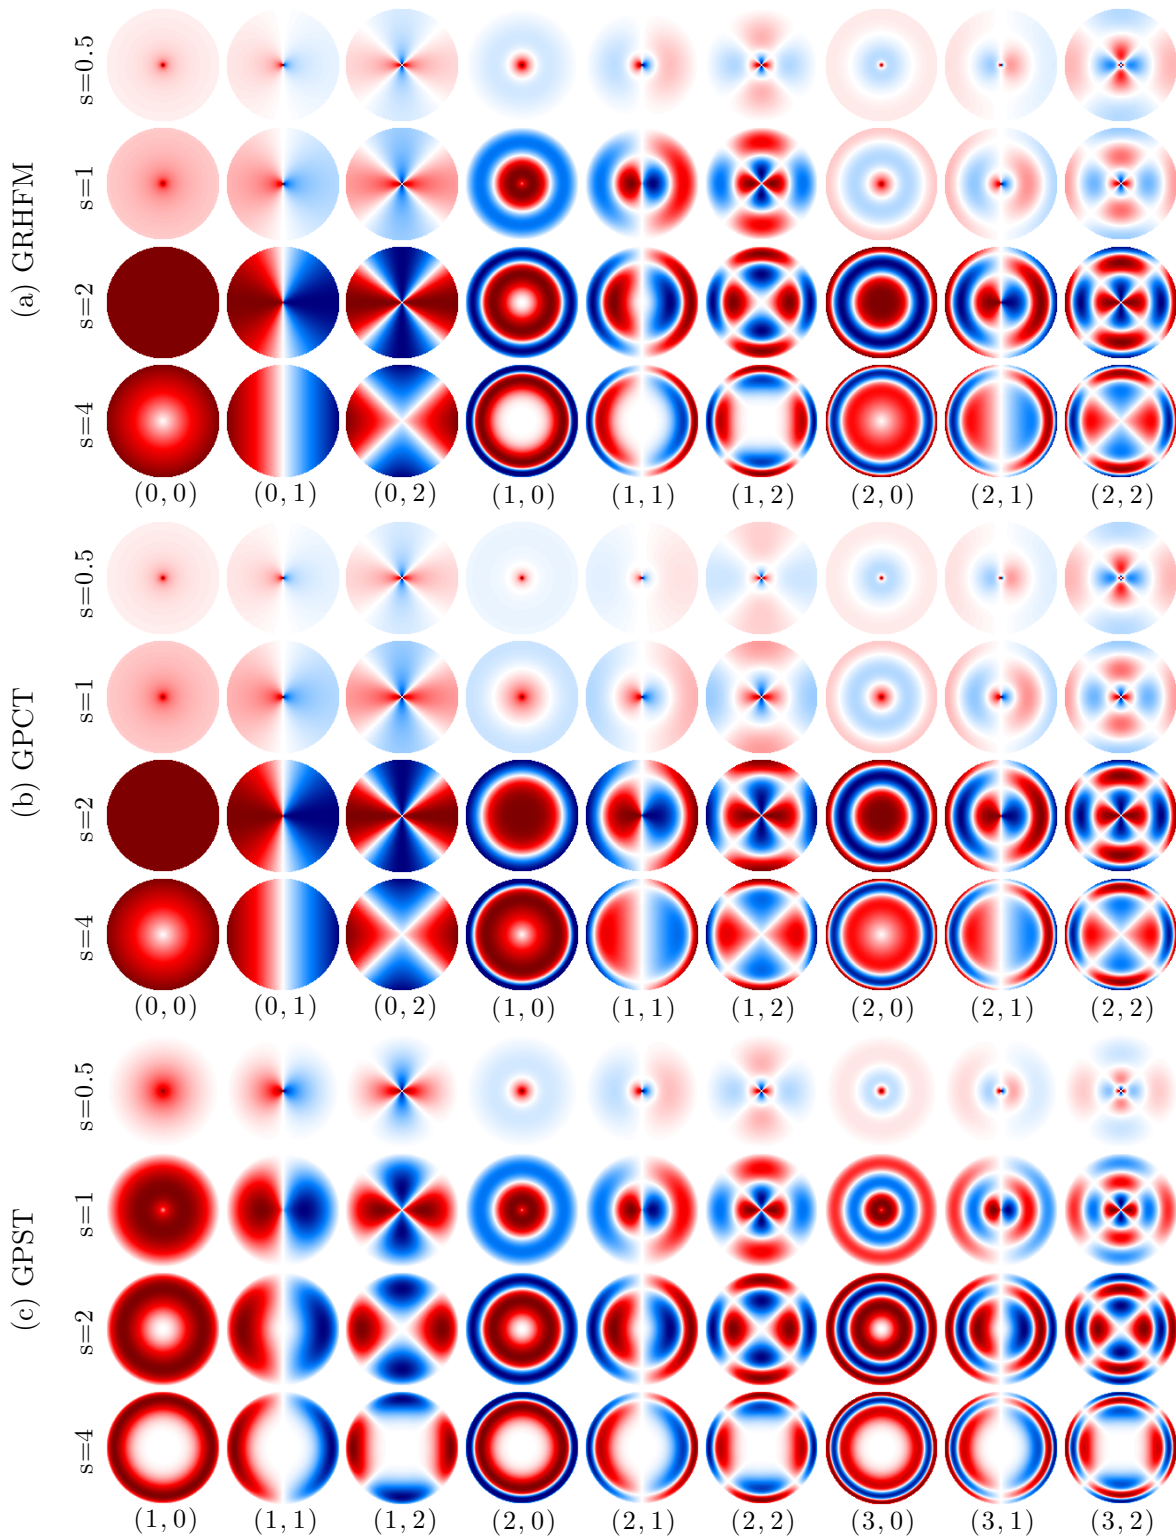 (a) GRHFM
s=0.5
s=1
s=2
s=4
(0, 0) (0, 1) (0, 2) (1, 0) (1, 1) (1, 2) (2, 0) (2, 1) (2, 2)
(b) GPCT
s=0.5
s=1
s=2
s=4
(0, 0) (0, 1) (0, 2) (1, 0) (1, 1) (1, 2) (2, 0) (2, 1) (2, 2)
(c) GPST
s=0.5
s=1
s=2
s=4
(1, 0) (1, 1) (1, 2) (2, 0) (2, 1) (2, 2) (3, 0) (3, 1) (3, 2)